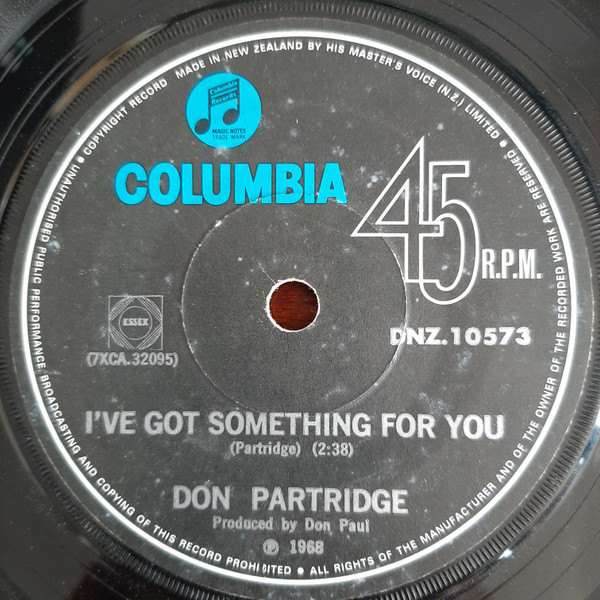 UNAUTHORISED PUBLIC PERFORMANCE, BROADCASTING AND COPYING OF THIS RECORD PROHIBITED ● ALL RIGHTS OF THE MANUFACTURER AND OF THE OWNER OF THE RECORDED WORK ARE RESERVED ● COPYRIGHT RECORD MADE IN NEW ZEALAND BY HIS MASTER'S VOICE (N.Z.) LIMITED ●
Columbia
Records
MAGIC NOTES
TRADE MARK
COLUMBIA
45 R.P.M.
ESSEX
DNZ.10573
(7XCA.32095)
I'VE GOT SOMETHING FOR YOU
(Partridge) (2:38)
DON PARTRIDGE
Produced by Don Paul
Ⓟ 1968